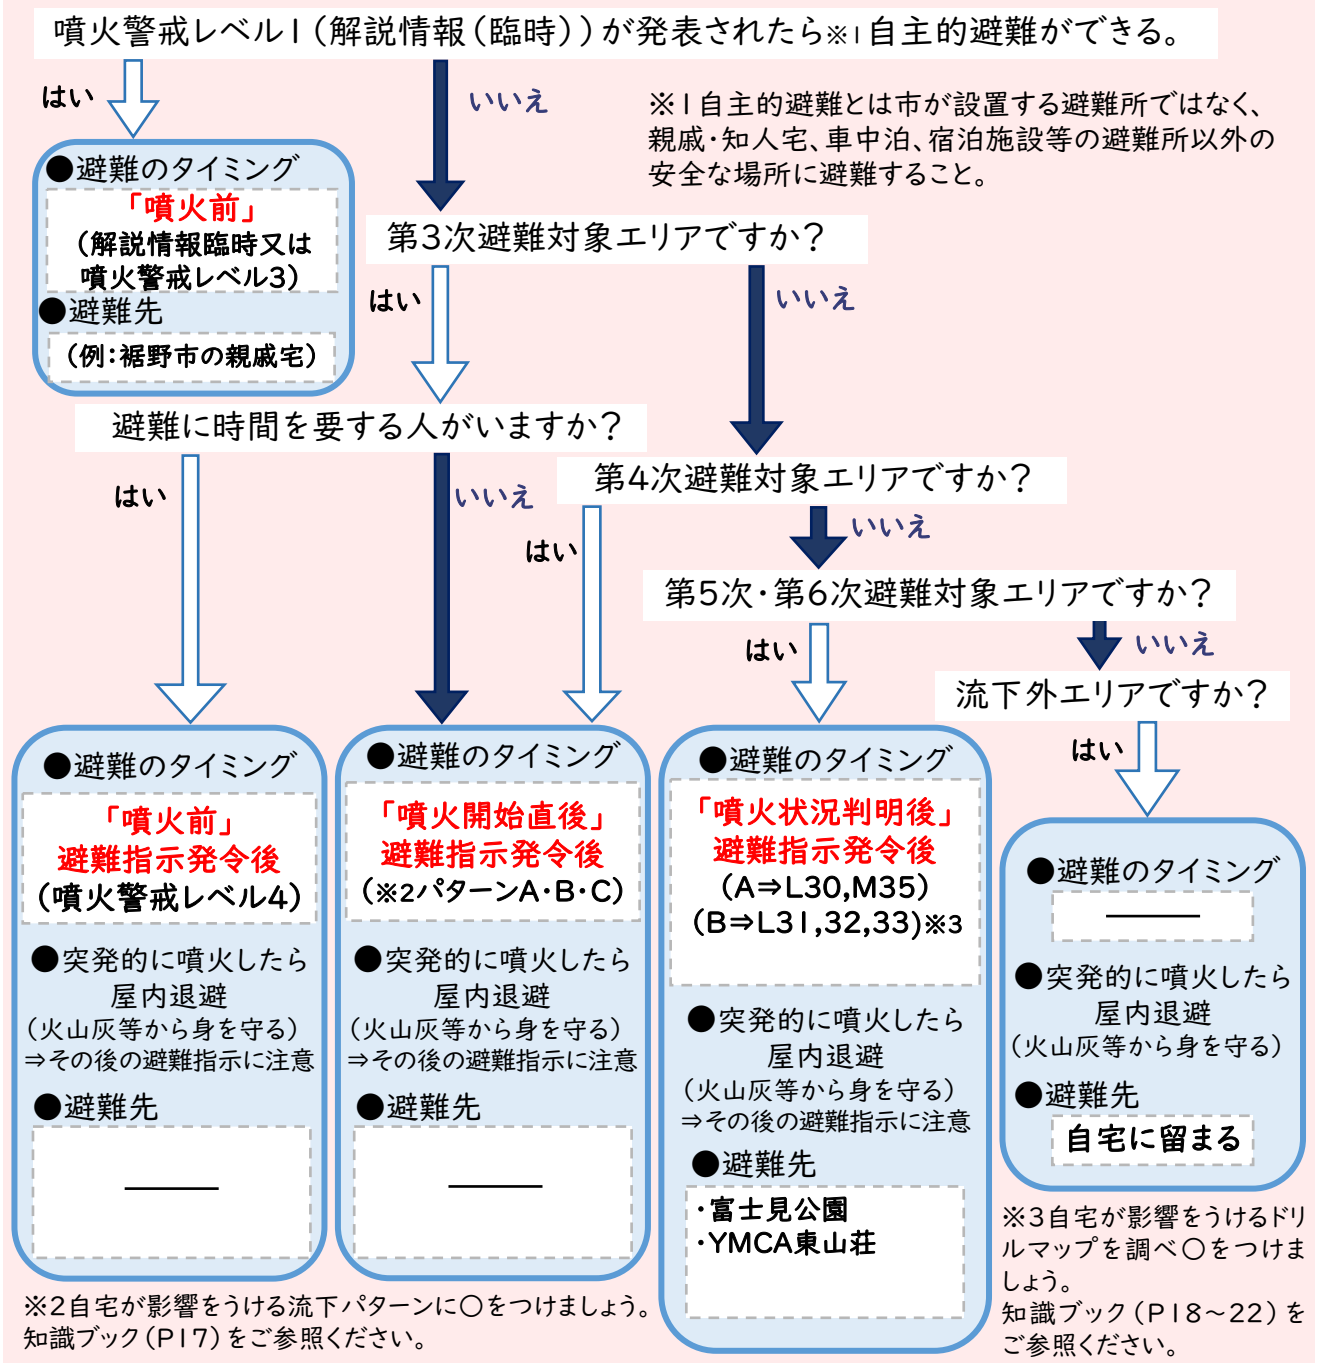 噴火警戒レベル1（解説情報（臨時））が発表されたら※1自主的避難ができる。
はい
いいえ
※1自主的避難とは市が設置する避難所ではなく、
親戚・知人宅、車中泊、宿泊施設等の避難所以外の
安全な場所に避難すること。
●避難のタイミング
「噴火前」
（解説情報臨時又は
噴火警戒レベル3）
●避難先
（例：裾野市の親戚宅）
第3次避難対象エリアですか？
はい
いいえ
避難に時間を要する人がいますか？
はい
いいえ
第4次避難対象エリアですか？
はい
いいえ
第5次・第6次避難対象エリアですか？
はい
いいえ
流下外エリアですか？
はい
●避難のタイミング
「噴火前」
避難指示発令後
（噴火警戒レベル4）
●突発的に噴火したら
屋内退避
（火山灰等から身を守る）
⇒その後の避難指示に注意
●避難先
●避難のタイミング
「噴火開始直後」
避難指示発令後
（※2パターンA・B・C）
●突発的に噴火したら
屋内退避
（火山灰等から身を守る）
⇒その後の避難指示に注意
●避難先
●避難のタイミング
「噴火状況判明後」
避難指示発令後
（A⇒L30,M35）
（B⇒L31,32,33）※3
●突発的に噴火したら
屋内退避
（火山灰等から身を守る）
⇒その後の避難指示に注意
●避難先
・富士見公園
・YMCA東山荘
●避難のタイミング
●突発的に噴火したら
屋内退避
（火山灰等から身を守る）
●避難先
自宅に留まる
※2自宅が影響をうける流下パターンに○をつけましょう。
知識ブック（P17）をご参照ください。
※3自宅が影響をうけるドリ
ルマップを調べ○をつけま
しょう。
知識ブック（P18～22）を
ご参照ください。